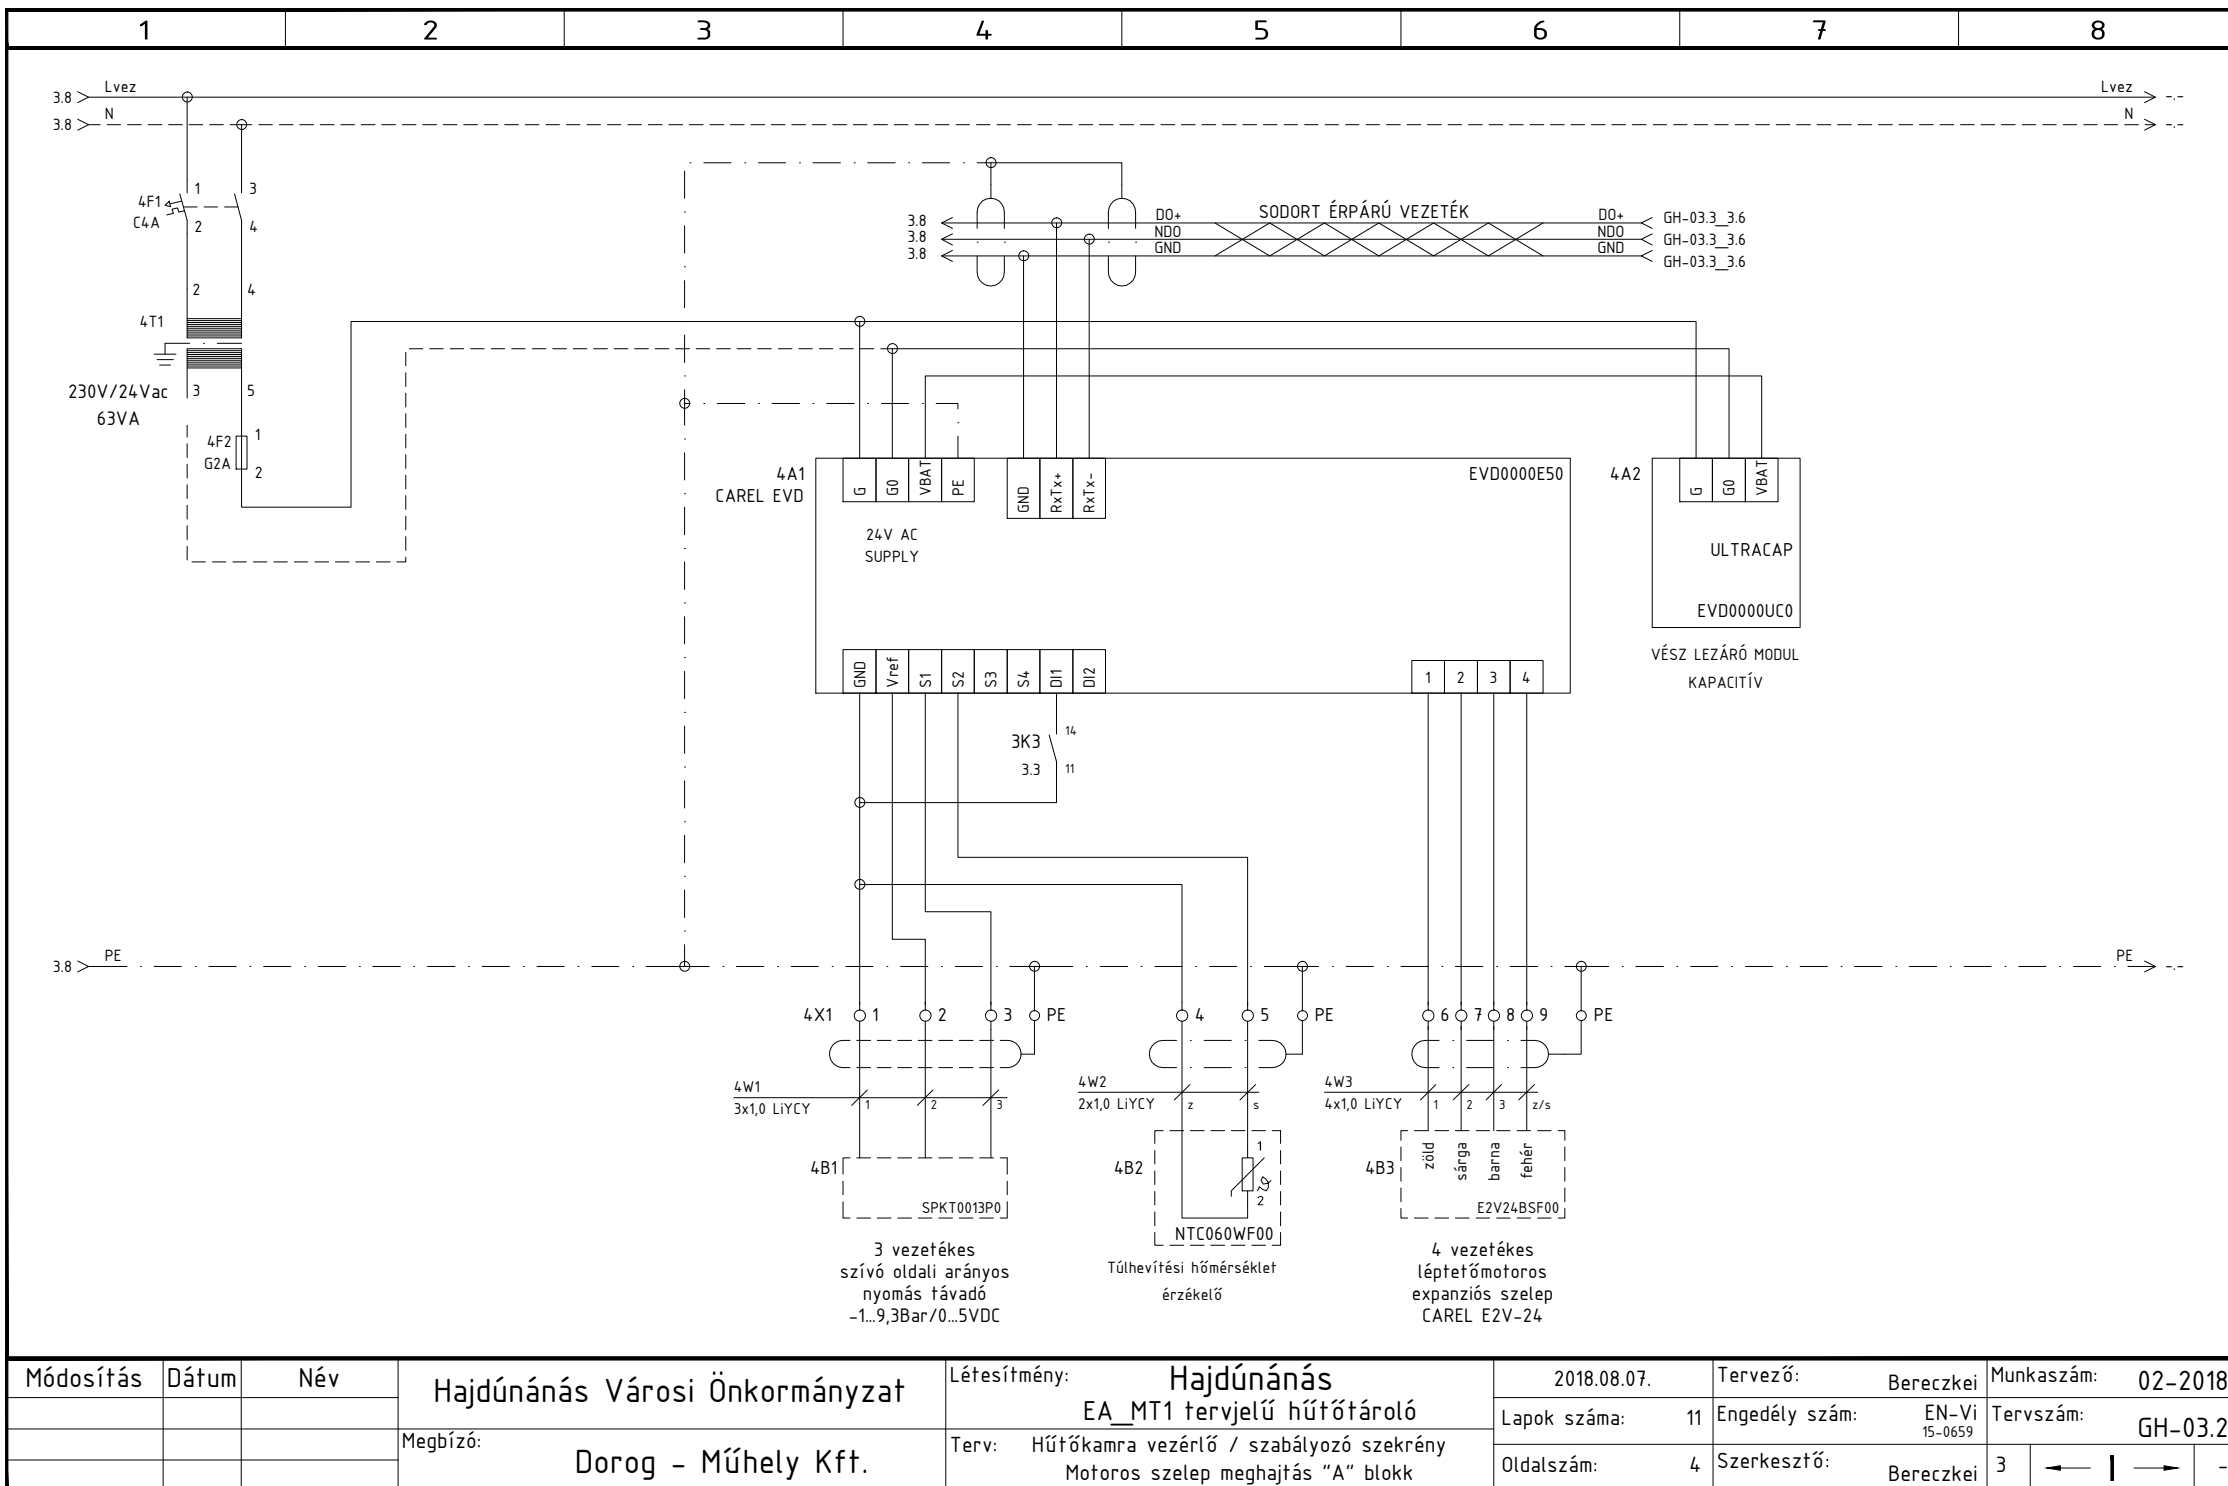 1 2 3 4 5 6 7 8
3.8 Lvez Lvez -.-
3.8 N N -.-
4F1
C4A
1 3
2 4
2 4
4T1
230V/24Vac
63VA
3 5
4F2
G2A
1
2
3.8 D0+ SODORT ÉRPÁRÚ VEZETÉK D0+ GH-03.3_3.6
3.8 ND0 ND0 GH-03.3_3.6
3.8 GND GND GH-03.3_3.6
4A1
CAREL EVD
G G0 VBAT PE GND RxTx+ RxTx-
EVD0000E50
24V AC
SUPPLY
4A2
G G0 VBAT
ULTRACAP
EVD0000UC0
VÉSZ LEZÁRÓ MODUL
KAPACITÍV
GND Vref S1 S2 S3 S4 DI1 DI2
1 2 3 4
3K3 14
3.3 11
3.8 PE PE -.-
4X1 1 2 3 PE 4 5 PE 6 7 8 9 PE
4W1
3x1,0 LiYCY 1 2 3
4W2
2x1,0 LiYCY z s
4W3
4x1,0 LiYCY 1 2 3 z/s
4B1
SPKT0013P0
3 vezetékes
szívó oldali arányos
nyomás távadó
-1...9,3Bar/0...5VDC
4B2
1
2
NTC060WF00
Túlhevítési hőmérséklet
érzékelő
4B3
zöld sárga barna fehér
E2V24BSF00
4 vezetékes
léptetőmotoros
expanziós szelep
CAREL E2V-24
Módosítás Dátum Név
Hajdúnánás Városi Önkormányzat
Megbízó:
Dorog - Műhely Kft.
Létesítmény: Hajdúnánás
EA_MT1 tervjelű hűtőtároló
Terv: Hűtőkamra vezérlő / szabályozó szekrény
Motoros szelep meghajtás "A" blokk
2018.08.07.
Lapok száma: 11
Oldalszám: 4
Tervező: Bereczkei
Engedély szám: EN-Vi
15-0659
Szerkesztő: Bereczkei
Munkaszám: 02-2018
Tervszám: GH-03.2
3 -